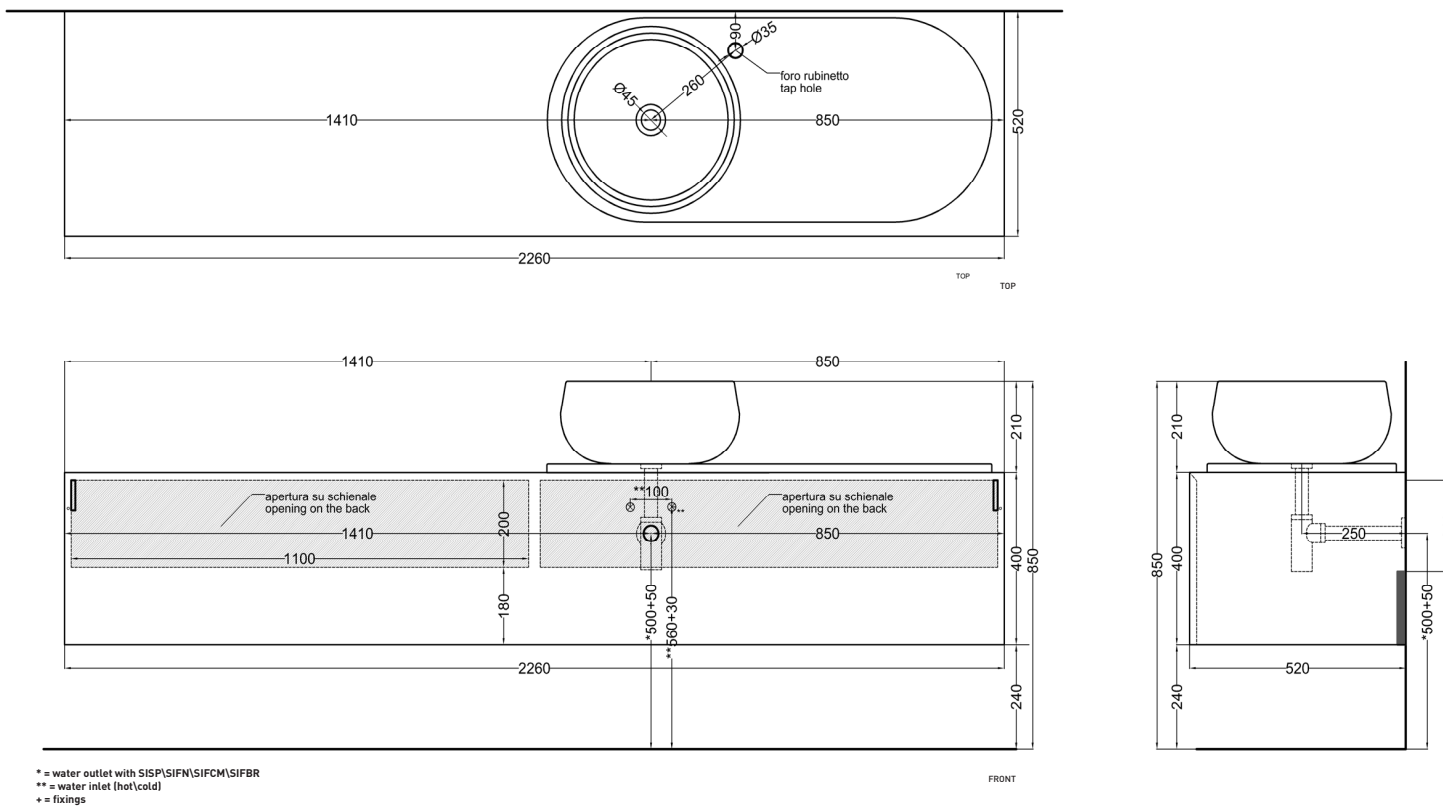 90
Ø35
foro rubinetto
tap hole
260
Ø45
1410
850
520
2260
TOP
TOP
1410
850
210
**100
**
apertura su schienale
opening on the back
apertura su schienale
opening on the back
200
1410
850
1100
400
850
180
*500+50
**560+30
2260
240
FRONT
210
250
850
400
*500+50
520
240
* = water outlet with SISP\SIFN\SIFCM\SIFBR
** = water inlet (hot\cold)
+ = fixings